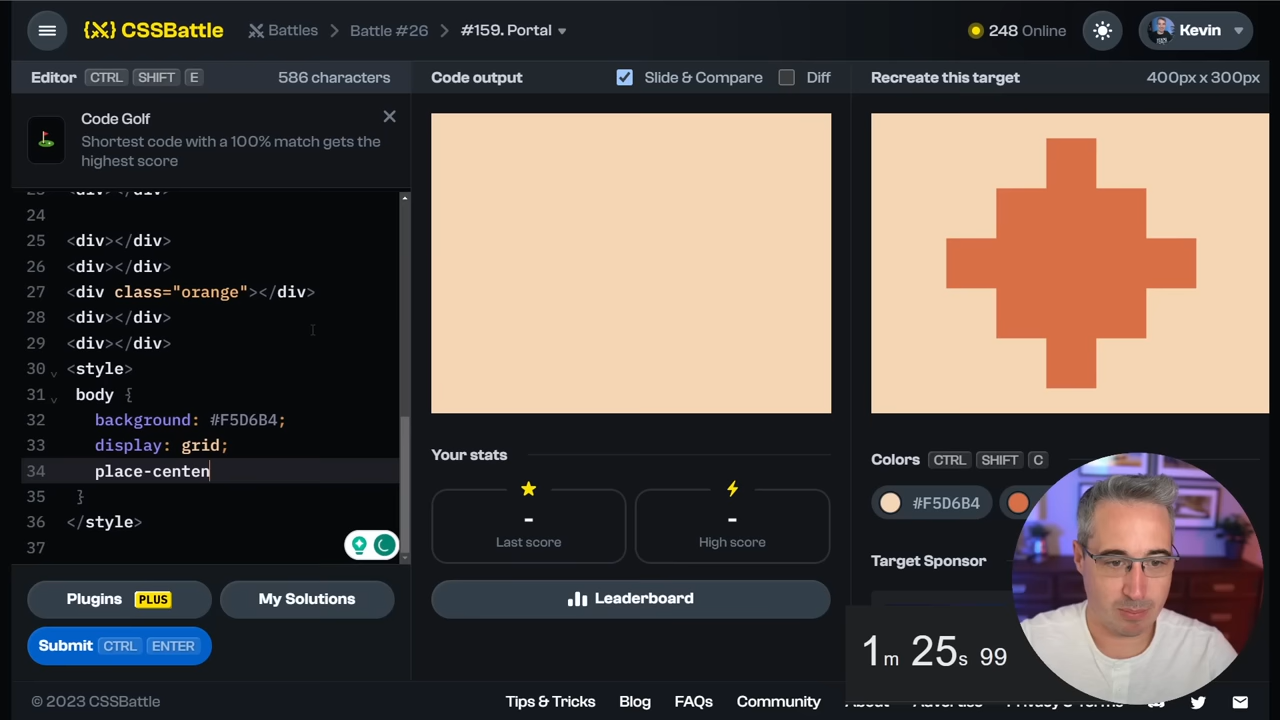 CSSBattle
Battles
Battle #26
#159. Portal
248 Online
Kevin
Editor CTRL SHIFT E 586 characters
Code output
Slide & Compare
Diff
Recreate this target 400px x 300px
Code Golf
Shortest code with a 100% match gets the
highest score
24
25 <div></div>
26 <div></div>
27 <div class="orange"></div>
28 <div></div>
29 <div></div>
30 <style>
31 body {
32 background: #F5D6B4;
33 display: grid;
34 place-centen
35 }
36 </style>
37
Plugins PLUS
My Solutions
Submit CTRL ENTER
Your stats
-
Last score
-
High score
Leaderboard
Colors CTRL SHIFT C
#F5D6B4
Target Sponsor
1m 25s 99
© 2023 CSSBattle
Tips & Tricks
Blog
FAQs
Community